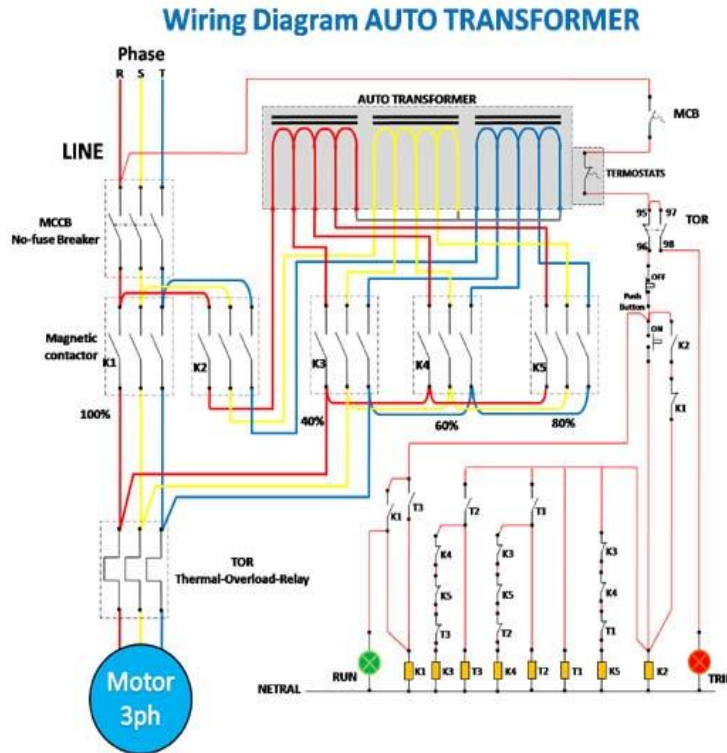 Wiring Diagram AUTO TRANSFORMER
Phase
R S T
AUTO TRANSFORMER
MCB
LINE
TERMOSTATS
MCCB
No-fuse Breaker
95 97
TOR
96 98
OFF
Push
Button
ON
Magnetic
contactor
K1 K2 K3 K4 K5
K2
K1
100% 40% 60% 80%
K1 T3 T2 T1
K4 K3 K3
K5 K5 K4
T3 T2 T1
TOR
Thermal-Overload-Relay
RUN K1 K3 T3 K4 T2 T1 K5 K2 TRIP
NETRAL
Motor
3ph